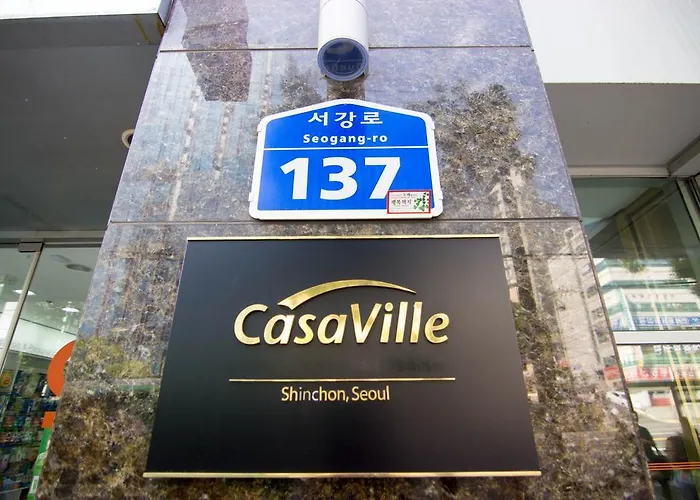 서강로
Seogang-ro
137
CasaVille
Shinchon, Seoul